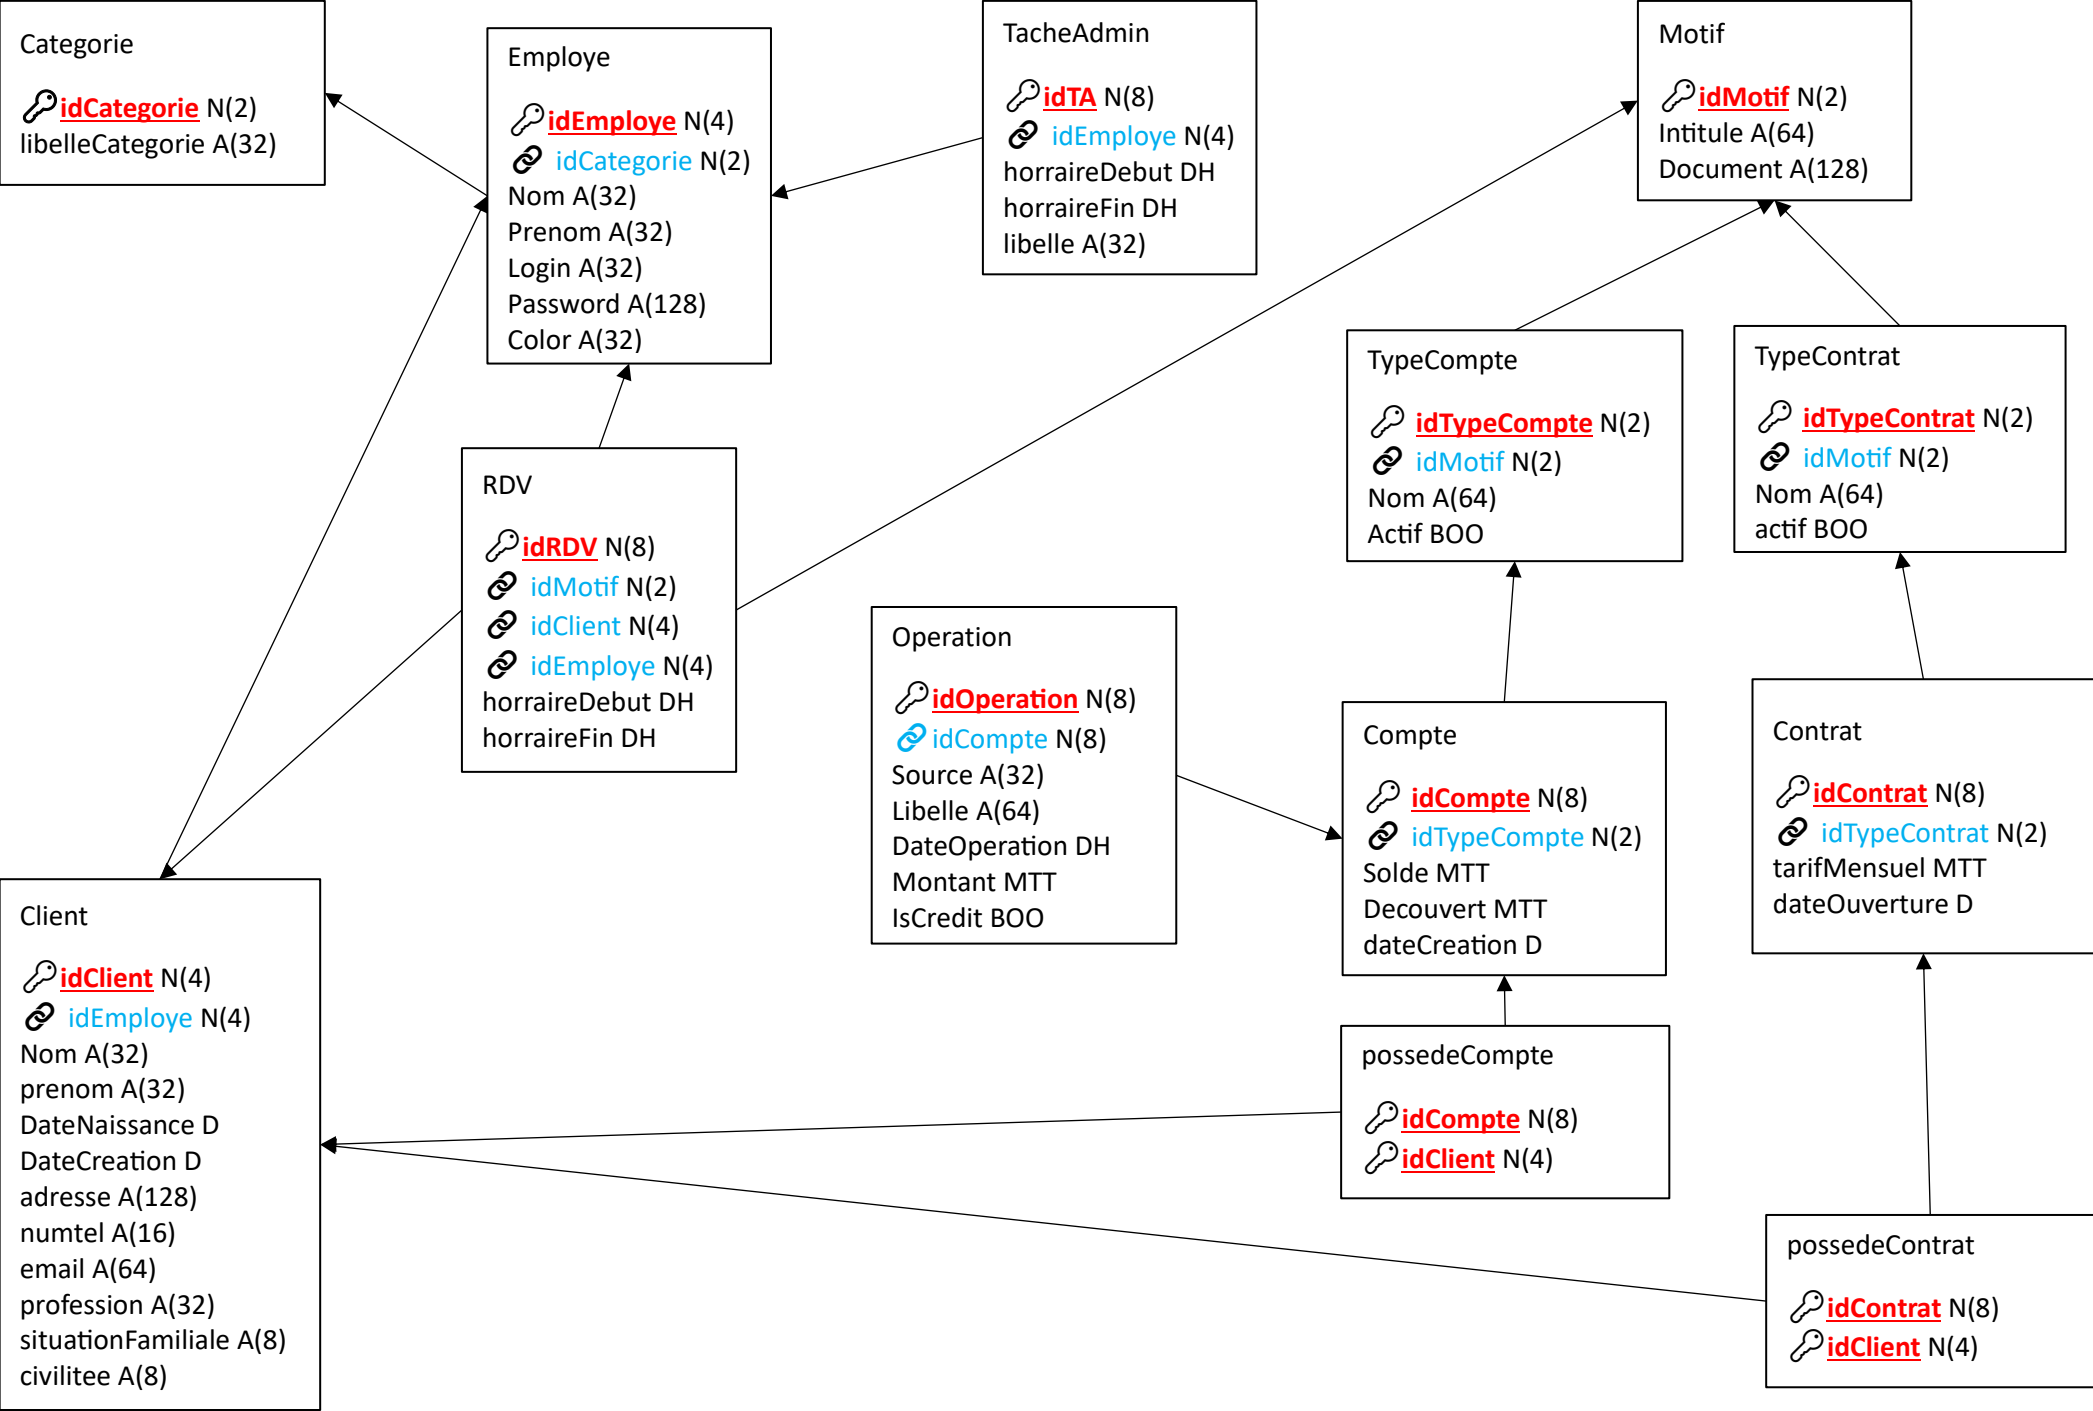 Categorie
idCategorie N(2)
libelleCategorie A(32)
Employe
idEmploye N(4)
idCategorie N(2)
Nom A(32)
Prenom A(32)
Login A(32)
Password A(128)
Color A(32)
TacheAdmin
idTA N(8)
idEmploye N(4)
horraireDebut DH
horraireFin DH
libelle A(32)
Motif
idMotif N(2)
Intitule A(64)
Document A(128)
TypeCompte
idTypeCompte N(2)
idMotif N(2)
Nom A(64)
Actif BOO
TypeContrat
idTypeContrat N(2)
idMotif N(2)
Nom A(64)
actif BOO
RDV
idRDV N(8)
idMotif N(2)
idClient N(4)
idEmploye N(4)
horraireDebut DH
horraireFin DH
Operation
idOperation N(8)
idCompte N(8)
Source A(32)
Libelle A(64)
DateOperation DH
Montant MTT
IsCredit BOO
Compte
idCompte N(8)
idTypeCompte N(2)
Solde MTT
Decouvert MTT
dateCreation D
Contrat
idContrat N(8)
idTypeContrat N(2)
tarifMensuel MTT
dateOuverture D
Client
idClient N(4)
idEmploye N(4)
Nom A(32)
prenom A(32)
DateNaissance D
DateCreation D
adresse A(128)
numtel A(16)
email A(64)
profession A(32)
situationFamiliale A(8)
civilitee A(8)
possedeCompte
idCompte N(8)
idClient N(4)
possedeContrat
idContrat N(8)
idClient N(4)